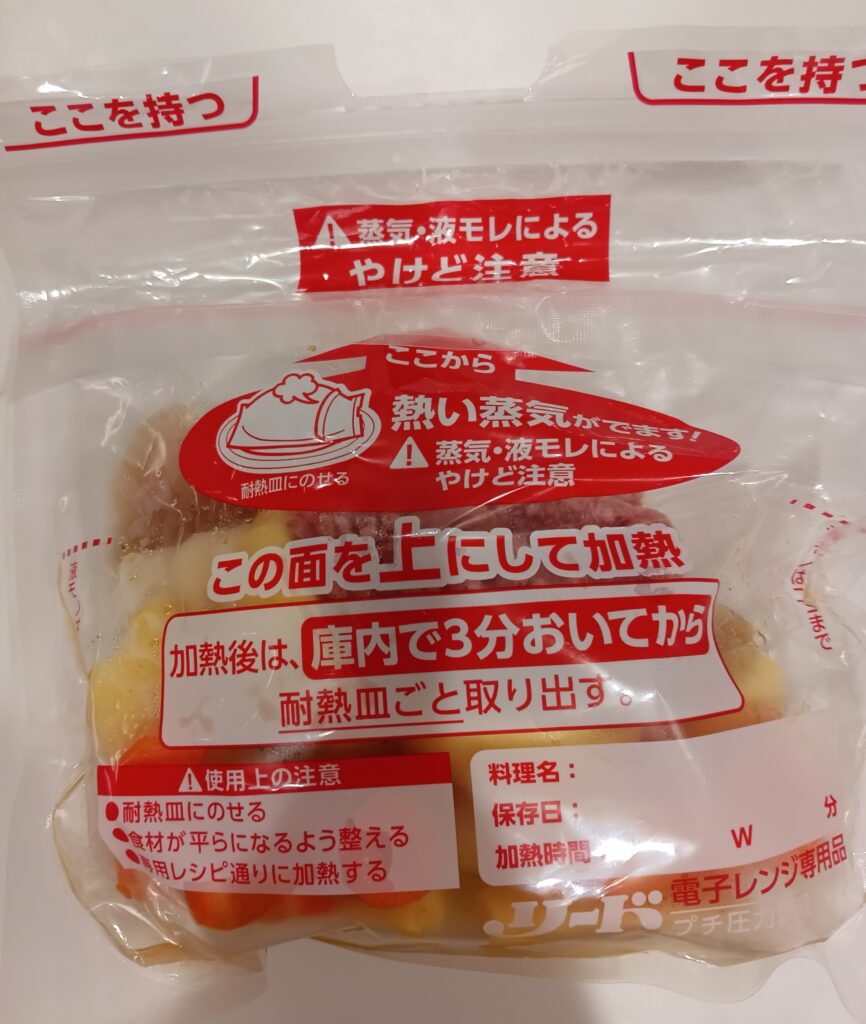 ここを持つ
ここを持つ
蒸気・液モレによる
やけど注意
ここから
熱い蒸気がでます!
蒸気・液モレによる
やけど注意
耐熱皿にのせる
この面を上にして加熱
加熱後は、庫内で3分おいてから
耐熱皿ごと取り出す。
使用上の注意
●耐熱皿にのせる
●食材が平らになるよう整える
●専用レシピ通りに加熱する
料理名:
保存日:
加熱時間 W 分
リード 電子レンジ専用品
プチ圧力